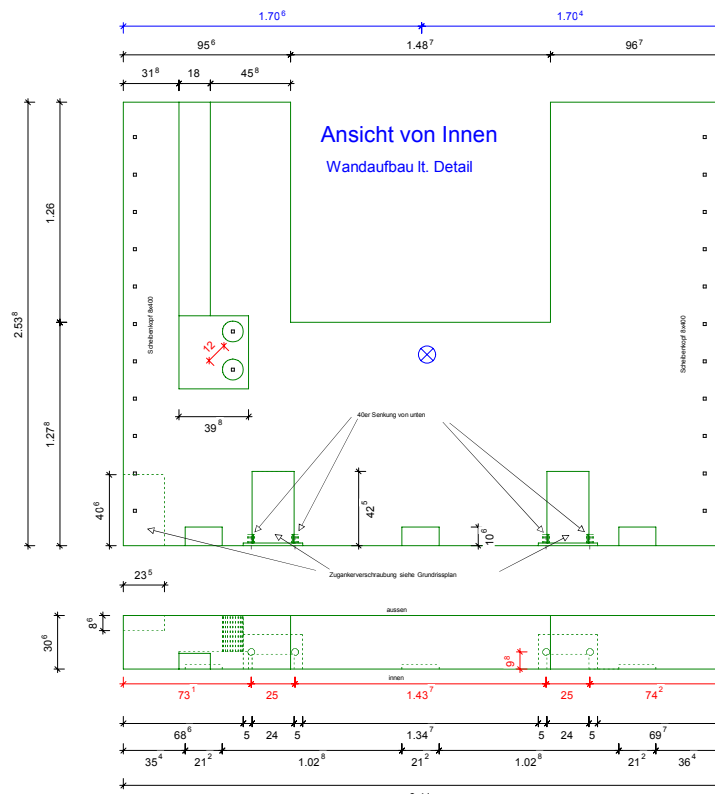 1.70⁶ 1.70⁴
95⁶ 1.48⁷ 96⁷
31⁸ 18 45⁸
Ansicht von Innen
Wandaufbau lt. Detail
1.26
2.53⁸
Scheibenkopf 8x400
Scheibenkopf 8x400
12
39⁸
40er Senkung von unten
1.27⁸
40⁶
42⁵
10⁶
Zugankerverschraubung siehe Grundrissplan
23⁵
aussen
8⁶
30⁶
9⁸
innen
73¹ 25 1.43⁷ 25 74²
68⁶ 5 24 5 1.34⁷ 5 24 5 69⁷
35⁴ 21² 1.02⁸ 21² 1.02⁸ 21² 36⁴